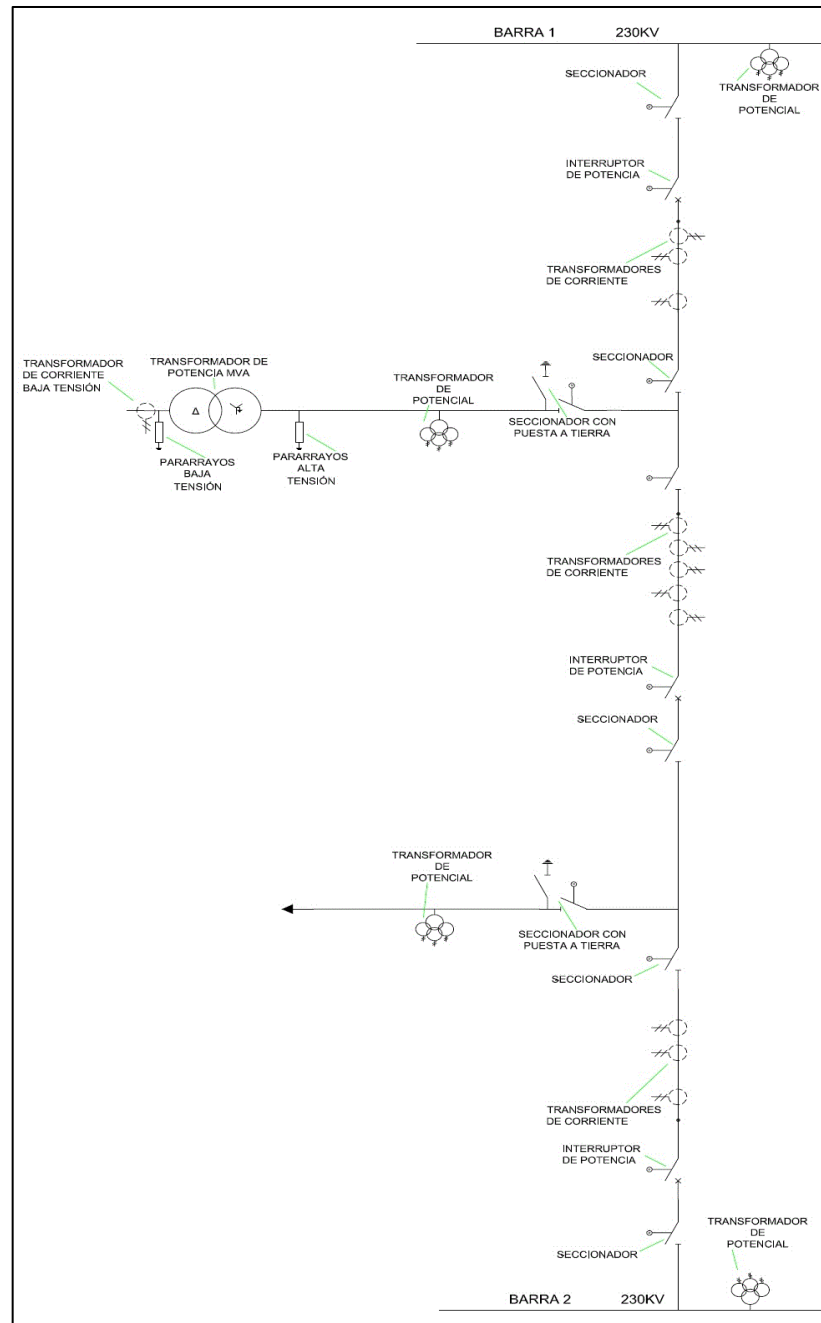 BARRA 1 230KV
SECCIONADOR
TRANSFORMADOR
DE
POTENCIAL
INTERRUPTOR
DE POTENCIA
TRANSFORMADORES
DE CORRIENTE
SECCIONADOR
TRANSFORMADOR
DE CORRIENTE
BAJA TENSIÓN
TRANSFORMADOR DE
POTENCIA MVA
TRANSFORMADOR
DE
POTENCIAL
SECCIONADOR CON
PUESTA A TIERRA
PARARRAYOS
BAJA
TENSIÓN
PARARRAYOS
ALTA
TENSIÓN
TRANSFORMADORES
DE CORRIENTE
INTERRUPTOR
DE POTENCIA
SECCIONADOR
TRANSFORMADOR
DE
POTENCIAL
SECCIONADOR CON
PUESTA A TIERRA
SECCIONADOR
TRANSFORMADORES
DE CORRIENTE
INTERRUPTOR
DE POTENCIA
SECCIONADOR
TRANSFORMADOR
DE
POTENCIAL
BARRA 2 230KV